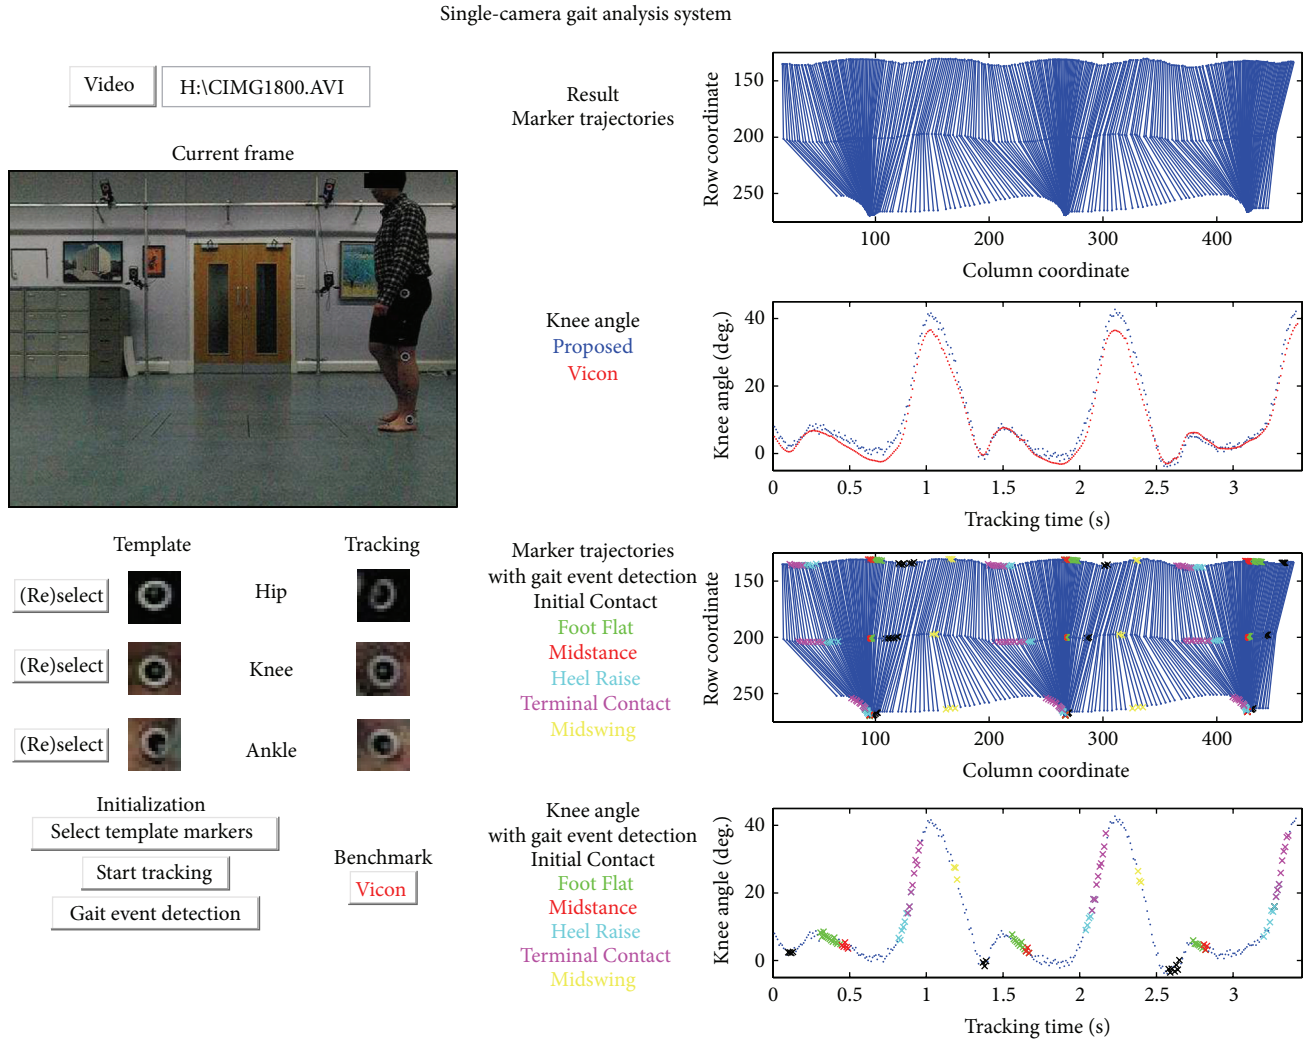 Single-camera gait analysis system
Video
H:\CIMG1800.AVI
Current frame
Template
Tracking
(Re)select
Hip
(Re)select
Knee
(Re)select
Ankle
Initialization
Select template markers
Start tracking
Gait event detection
Benchmark
Vicon
Result
Marker trajectories
Row coordinate
150
200
250
100
200
300
400
Column coordinate
Knee angle
Proposed
Vicon
Knee angle (deg.)
40
20
0
0
0.5
1
1.5
2
2.5
3
Tracking time (s)
Marker trajectories
with gait event detection
Initial Contact
Foot Flat
Midstance
Heel Raise
Terminal Contact
Midswing
Row coordinate
150
200
250
100
200
300
400
Column coordinate
Knee angle
with gait event detection
Initial Contact
Foot Flat
Midstance
Heel Raise
Terminal Contact
Midswing
Knee angle (deg.)
40
20
0
0
0.5
1
1.5
2
2.5
3
Tracking time (s)